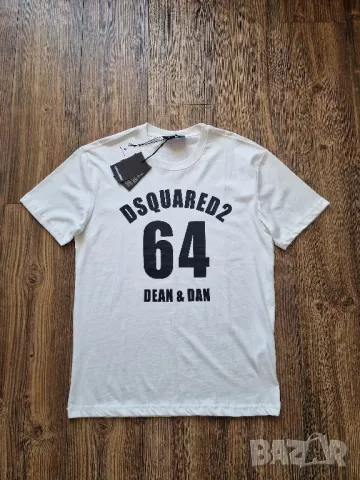 DSQUARED2
64
DEAN & DAN
BAZAR